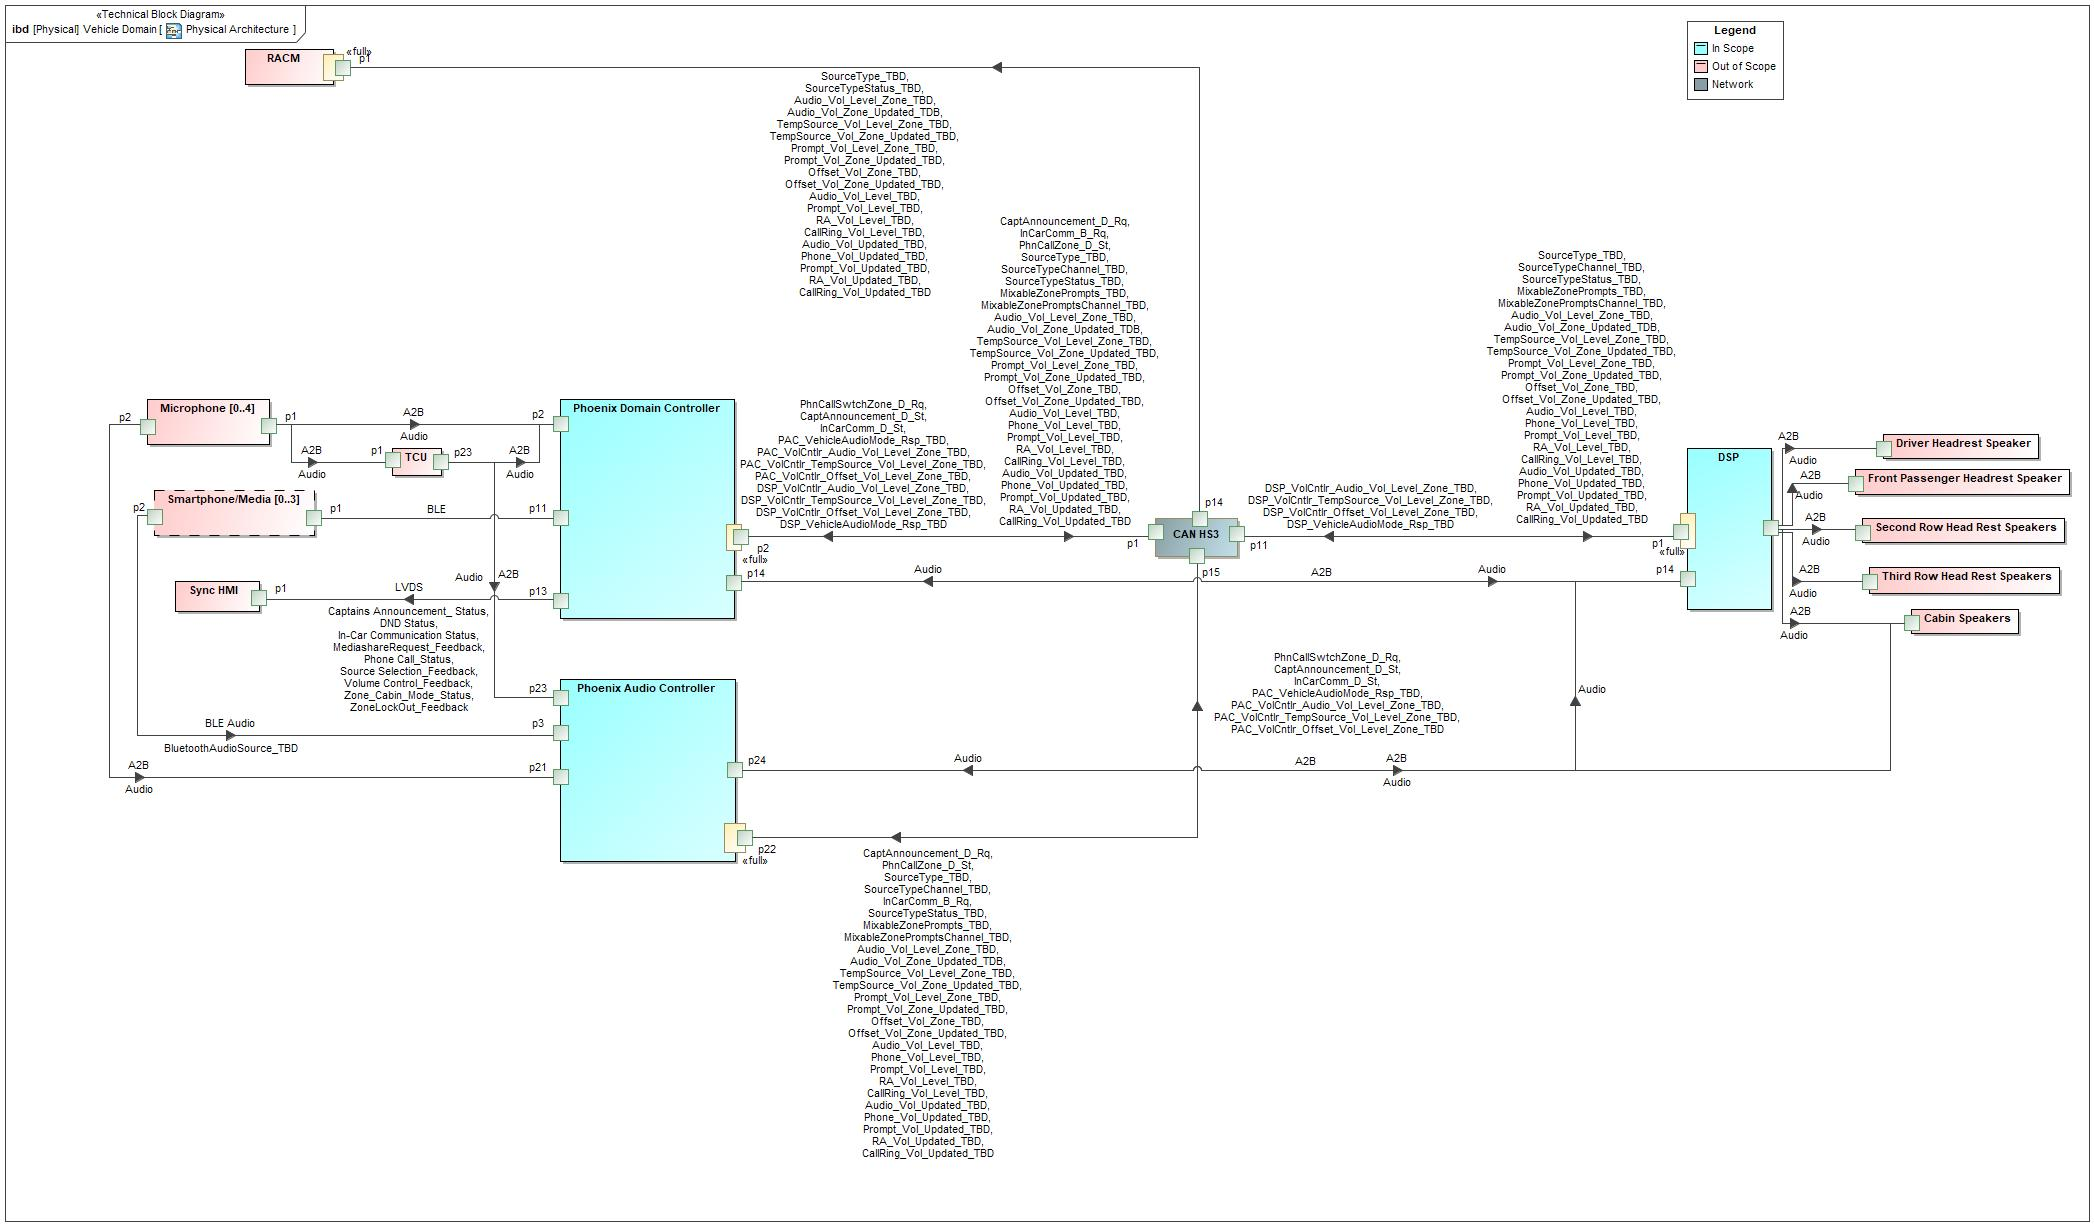 «Technical Block Diagram»
ibd [Physical] Vehicle Domain [ Physical Architecture ]
Legend
In Scope
Out of Scope
Network
RACM
«full»
p1
SourceType_TBD,
SourceTypeStatus_TBD,
Audio_Vol_Level_Zone_TBD,
Audio_Vol_Zone_Updated_TDB,
TempSource_Vol_Level_Zone_TBD,
TempSource_Vol_Zone_Updated_TBD,
Prompt_Vol_Level_Zone_TBD,
Prompt_Vol_Zone_Updated_TBD,
Offset_Vol_Zone_TBD,
Offset_Vol_Zone_Updated_TBD,
Audio_Vol_Level_TBD,
Prompt_Vol_Level_TBD,
RA_Vol_Level_TBD,
CallRing_Vol_Level_TBD,
Audio_Vol_Updated_TBD,
Phone_Vol_Updated_TBD,
Prompt_Vol_Updated_TBD,
RA_Vol_Updated_TBD,
CallRing_Vol_Updated_TBD
CaptAnnouncement_D_Rq,
InCarComm_B_Rq,
PhnCallZone_D_St,
SourceType_TBD,
SourceTypeChannel_TBD,
SourceTypeStatus_TBD,
MixableZonePrompts_TBD,
MixableZonePromptsChannel_TBD,
Audio_Vol_Level_Zone_TBD,
Audio_Vol_Zone_Updated_TDB,
TempSource_Vol_Level_Zone_TBD,
TempSource_Vol_Zone_Updated_TBD,
Prompt_Vol_Level_Zone_TBD,
Prompt_Vol_Zone_Updated_TBD,
Offset_Vol_Zone_TBD,
Offset_Vol_Zone_Updated_TBD,
Audio_Vol_Level_TBD,
Phone_Vol_Level_TBD,
Prompt_Vol_Level_TBD,
RA_Vol_Level_TBD,
CallRing_Vol_Level_TBD,
Audio_Vol_Updated_TBD,
Phone_Vol_Updated_TBD,
Prompt_Vol_Updated_TBD,
RA_Vol_Updated_TBD,
CallRing_Vol_Updated_TBD
SourceType_TBD,
SourceTypeChannel_TBD,
SourceTypeStatus_TBD,
MixableZonePrompts_TBD,
MixableZonePromptsChannel_TBD,
Audio_Vol_Level_Zone_TBD,
Audio_Vol_Zone_Updated_TDB,
TempSource_Vol_Level_Zone_TBD,
TempSource_Vol_Zone_Updated_TBD,
Prompt_Vol_Level_Zone_TBD,
Prompt_Vol_Zone_Updated_TBD,
Offset_Vol_Zone_TBD,
Offset_Vol_Zone_Updated_TBD,
Audio_Vol_Level_TBD,
Phone_Vol_Level_TBD,
Prompt_Vol_Level_TBD,
RA_Vol_Level_TBD,
CallRing_Vol_Level_TBD,
Audio_Vol_Updated_TBD,
Phone_Vol_Updated_TBD,
Prompt_Vol_Updated_TBD,
RA_Vol_Updated_TBD,
CallRing_Vol_Updated_TBD
p2
Microphone [0..4]
p1
A2B
Audio
p2
A2B
Audio
p1
TCU
p23
A2B
Audio
p2
Smartphone/Media [0..3]
p1
BLE
p11
Sync HMI
p1
LVDS
p13
Audio
A2B
Captains Announcement_ Status,
DND Status,
In-Car Communication Status,
MediashareRequest_Feedback,
Phone Call_Status,
Source Selection_Feedback,
Volume Control_Feedback,
Zone_Cabin_Mode_Status,
ZoneLockOut_Feedback
Phoenix Domain Controller
PhnCallSwtchZone_D_Rq,
CaptAnnouncement_D_St,
InCarComm_D_St,
PAC_VehicleAudioMode_Rsp_TBD,
PAC_VolCntlr_Audio_Vol_Level_Zone_TBD,
PAC_VolCntlr_TempSource_Vol_Level_Zone_TBD,
PAC_VolCntlr_Offset_Vol_Level_Zone_TBD,
DSP_VolCntlr_Audio_Vol_Level_Zone_TBD,
DSP_VolCntlr_TempSource_Vol_Level_Zone_TBD,
DSP_VolCntlr_Offset_Vol_Level_Zone_TBD,
DSP_VehicleAudioMode_Rsp_TBD
p2
«full»
p14
p1
p14
CAN HS3
p11
p15
DSP_VolCntlr_Audio_Vol_Level_Zone_TBD,
DSP_VolCntlr_TempSource_Vol_Level_Zone_TBD,
DSP_VolCntlr_Offset_Vol_Level_Zone_TBD,
DSP_VehicleAudioMode_Rsp_TBD
p1
«full»
DSP
Audio
A2B
Audio
p14
A2B
Audio
Driver Headrest Speaker
A2B
Audio
Front Passenger Headrest Speaker
A2B
Audio
Second Row Head Rest Speakers
A2B
Audio
Third Row Head Rest Speakers
A2B
Audio
Cabin Speakers
PhnCallSwtchZone_D_Rq,
CaptAnnouncement_D_St,
InCarComm_D_St,
PAC_VehicleAudioMode_Rsp_TBD,
PAC_VolCntlr_Audio_Vol_Level_Zone_TBD,
PAC_VolCntlr_TempSource_Vol_Level_Zone_TBD,
PAC_VolCntlr_Offset_Vol_Level_Zone_TBD
Audio
p23
Phoenix Audio Controller
BLE Audio
BluetoothAudioSource_TBD
p3
A2B
Audio
p21
p24
Audio
A2B
A2B
Audio
p22
«full»
CaptAnnouncement_D_Rq,
PhnCallZone_D_St,
SourceType_TBD,
SourceTypeChannel_TBD,
InCarComm_B_Rq,
SourceTypeStatus_TBD,
MixableZonePrompts_TBD,
MixableZonePromptsChannel_TBD,
Audio_Vol_Level_Zone_TBD,
Audio_Vol_Zone_Updated_TDB,
TempSource_Vol_Level_Zone_TBD,
TempSource_Vol_Zone_Updated_TBD,
Prompt_Vol_Level_Zone_TBD,
Prompt_Vol_Zone_Updated_TBD,
Offset_Vol_Zone_TBD,
Offset_Vol_Zone_Updated_TBD,
Audio_Vol_Level_TBD,
Phone_Vol_Level_TBD,
Prompt_Vol_Level_TBD,
RA_Vol_Level_TBD,
CallRing_Vol_Level_TBD,
Audio_Vol_Updated_TBD,
Phone_Vol_Updated_TBD,
Prompt_Vol_Updated_TBD,
RA_Vol_Updated_TBD,
CallRing_Vol_Updated_TBD